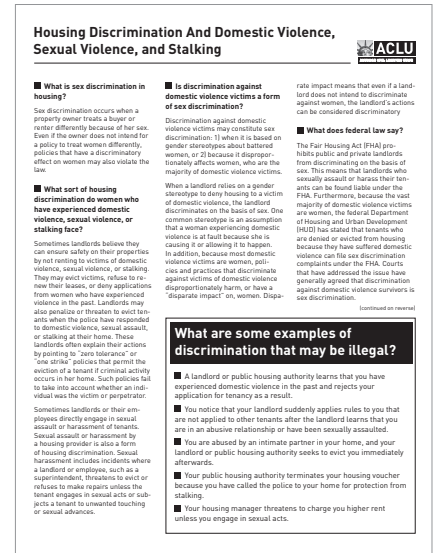 Housing Discrimination And Domestic Violence,
Sexual Violence, and Stalking
ACLU
AMERICAN CIVIL LIBERTIES UNION
What is sex discrimination in
housing?
Sex discrimination occurs when a
property owner treats a buyer or
renter differently because of her sex.
Even if the owner does not intend for
a policy to treat women differently,
policies that have a discriminatory
effect on women may also violate the
law.
What sort of housing
discrimination do women who
have experienced domestic
violence, sexual violence, or
stalking face?
Sometimes landlords believe they
can ensure safety on their properties
by not renting to victims of domestic
violence, sexual violence, or stalking.
They may evict victims, refuse to re-
new their leases, or deny applications
from women who have experienced
violence in the past. Landlords may
also penalize or threaten to evict ten-
ants when the police have responded
to domestic violence, sexual assault,
or stalking at their home. These
landlords often explain their actions
by pointing to "zero tolerance" or
"one strike" policies that permit the
eviction of a tenant if criminal activity
occurs in her home. Such policies fail
to take into account whether an indi-
vidual was the victim or perpetrator.
Sometimes landlords or their em-
ployees directly engage in sexual
assault or harassment of tenants.
Sexual assault or harassment by
a housing provider is also a form
of housing discrimination. Sexual
harassment includes incidents where
a landlord or employee, such as a
superintendent, threatens to evict or
refuses to make repairs unless the
tenant engages in sexual acts or sub-
jects a tenant to unwanted touching
or sexual advances.
Is discrimination against
domestic violence victims a form
of sex discrimination?
Discrimination against domestic
violence victims may constitute sex
discrimination: 1) when it is based on
gender stereotypes about battered
women, or 2) because it dispropor-
tionately affects women, who are the
majority of domestic violence victims.
When a landlord relies on a gender
stereotype to deny housing to a victim
of domestic violence, the landlord
discriminates on the basis of sex. One
common stereotype is an assumption
that a woman experiencing domestic
violence is at fault because she is
causing it or allowing it to happen.
In addition, because most domestic
violence victims are women, poli-
cies and practices that discriminate
against victims of domestic violence
disproportionately harm, or have a
"disparate impact" on, women. Dispa-
rate impact means that even if a land-
lord does not intend to discriminate
against women, the landlord's actions
can be considered discriminatory
What does federal law say?
The Fair Housing Act (FHA) pro-
hibits public and private landlords
from discriminating on the basis of
sex. This means that landlords who
sexually assault or harass their ten-
ants can be found liable under the
FHA. Furthermore, because the vast
majority of domestic violence victims
are women, the federal Department
of Housing and Urban Development
(HUD) has stated that tenants who
are denied or evicted from housing
because they have suffered domestic
violence can file sex discrimination
complaints under the FHA. Courts
that have addressed the issue have
generally agreed that discrimination
against domestic violence survivors is
sex discrimination.
(continued on reverse)
What are some examples of
discrimination that may be illegal?
A landlord or public housing authority learns that you have
experienced domestic violence in the past and rejects your
application for tenancy as a result.
You notice that your landlord suddenly applies rules to you that
are not applied to other tenants after the landlord learns that you
are in an abusive relationship or have been sexually assaulted.
You are abused by an intimate partner in your home, and your
landlord or public housing authority seeks to evict you immediately
afterwards.
Your public housing authority terminates your housing voucher
because you have called the police to your home for protection from
stalking.
Your housing manager threatens to charge you higher rent
unless you engage in sexual acts.